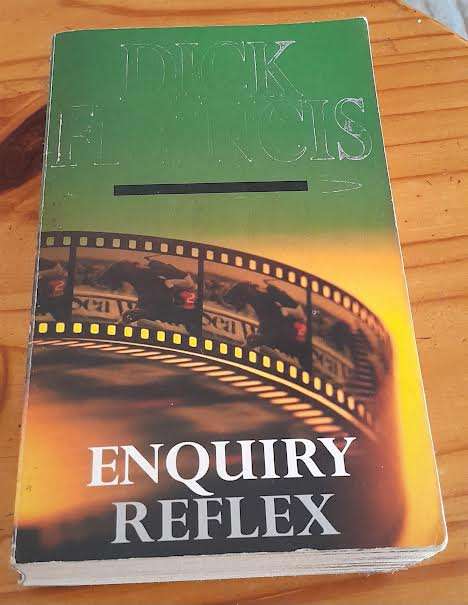 DICK
FRANCIS
ENQUIRY
REFLEX